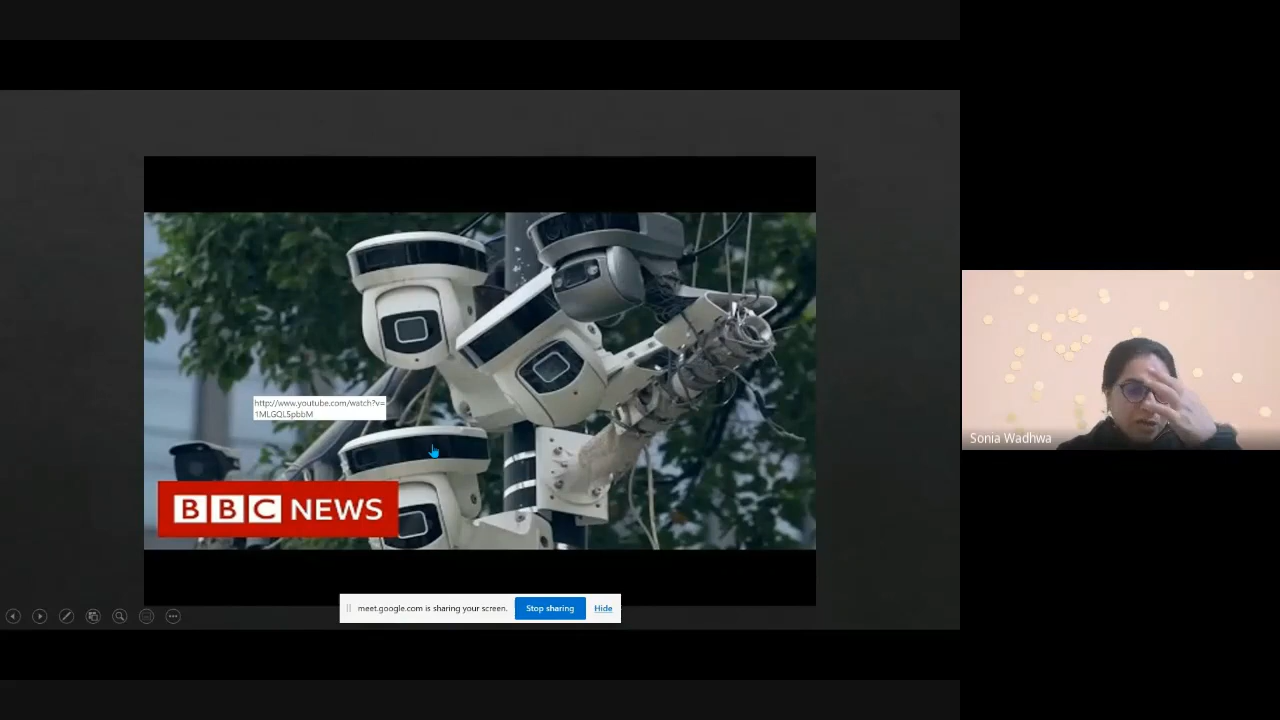 http://www.youtube.com/watch?v=
1MLGQL5pbbM
BBC NEWS
Sonia Wadhwa
meet.google.com is sharing your screen.
Stop sharing
Hide